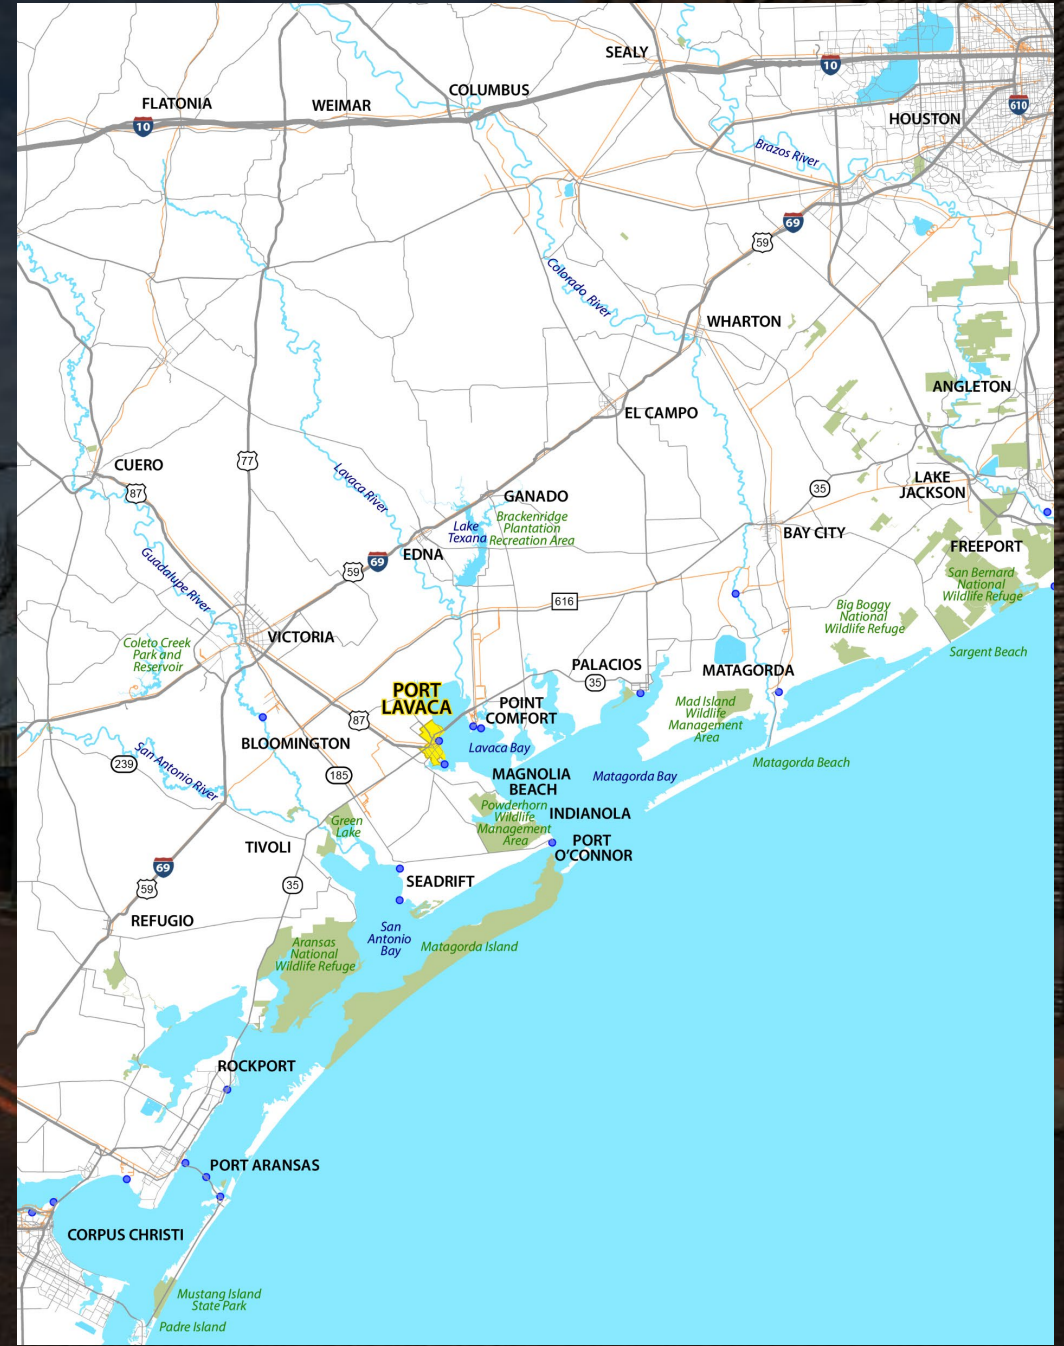 SEALY
10
COLUMBUS
FLATONIA
WEIMAR
10
610
HOUSTON
Brazos River
69
59
Colorado River
WHARTON
ANGLETON
EL CAMPO
CUERO
77
87
Lavaca River
GANADO
35
LAKE
JACKSON
Brackenridge
Plantation
Recreation Area
Lake
Texana
BAY CITY
EDNA
FREEPORT
69
59
Guadalupe River
San Bernard
National
Wildlife Refuge
616
Big Boggy
National
Wildlife Refuge
VICTORIA
Coleto Creek
Park and
Reservoir
Sargent Beach
PALACIOS
35
MATAGORDA
PORT
LAVACA
POINT
COMFORT
Mad Island
Wildlife
Management
Area
87
BLOOMINGTON
Lavaca Bay
San Antonio River
239
185
MAGNOLIA
BEACH
Matagorda Bay
Matagorda Beach
Powderhorn
Wildlife
Management
Area
INDIANOLA
Green
Lake
TIVOLI
PORT
O'CONNOR
69
59
35
SEADRIFT
REFUGIO
San
Antonio
Bay
Aransas
National
Wildlife Refuge
Matagorda Island
ROCKPORT
PORT ARANSAS
CORPUS CHRISTI
Mustang Island
State Park
Padre Island